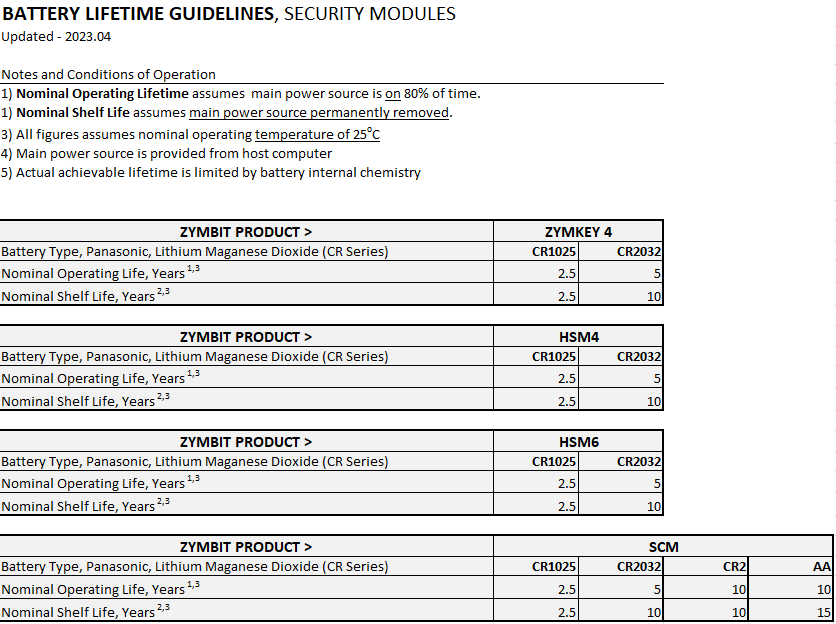 BATTERY LIFETIME GUIDELINES, SECURITY MODULES
Updated - 2023.04
Notes and Conditions of Operation
1) Nominal Operating Lifetime assumes main power source is on 80% of time.
1) Nominal Shelf Life assumes main power source permanently removed.
3) All figures assumes nominal operating temperature of 25°C
4) Main power source is provided from host computer
5) Actual achievable lifetime is limited by battery internal chemistry
ZYMBIT PRODUCT > ZYMKEY 4
Battery Type, Panasonic, Lithium Maganese Dioxide (CR Series) CR1025 CR2032
Nominal Operating Life, Years 1,3 2.5 5
Nominal Shelf Life, Years 2,3 2.5 10
ZYMBIT PRODUCT > HSM4
Battery Type, Panasonic, Lithium Maganese Dioxide (CR Series) CR1025 CR2032
Nominal Operating Life, Years 1,3 2.5 5
Nominal Shelf Life, Years 2,3 2.5 10
ZYMBIT PRODUCT > HSM6
Battery Type, Panasonic, Lithium Maganese Dioxide (CR Series) CR1025 CR2032
Nominal Operating Life, Years 1,3 2.5 5
Nominal Shelf Life, Years 2,3 2.5 10
ZYMBIT PRODUCT > SCM
Battery Type, Panasonic, Lithium Maganese Dioxide (CR Series) CR1025 CR2032 CR2 AA
Nominal Operating Life, Years 1,3 2.5 5 10 10
Nominal Shelf Life, Years 2,3 2.5 10 10 15